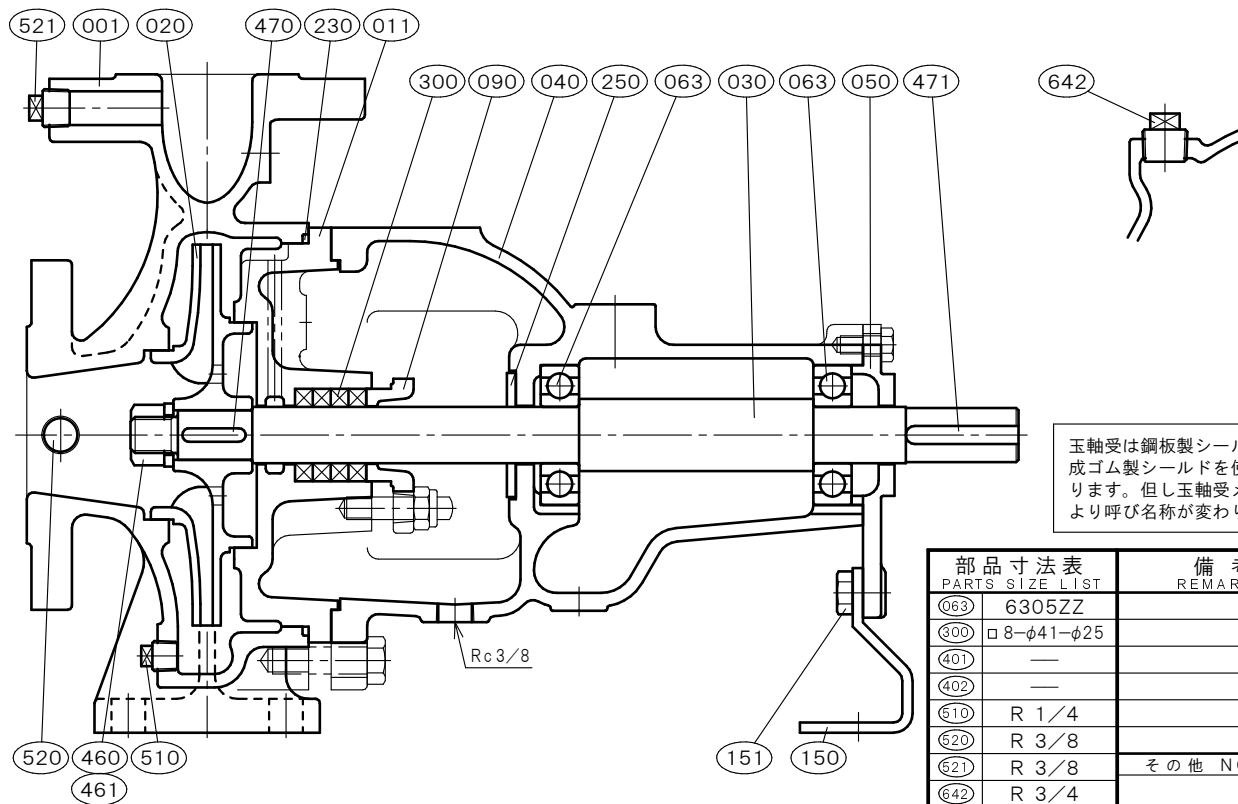 521 001 020 470 230 011
300 090 040 250 063 030 063 050 471
642
玉軸受は鋼板製シール
成ゴム製シールドを使
ります。但し玉軸受メ
より呼び名称が変わり
部品寸法表 備考
PARTS SIZE LIST REMAR
063 6305ZZ
300 □8-φ41-φ25
401 —
402 —
510 R 1/4
520 R 3/8
521 R 3/8 その他 NO
642 R 3/4
Rc3/8
520 460 510 151 150
461